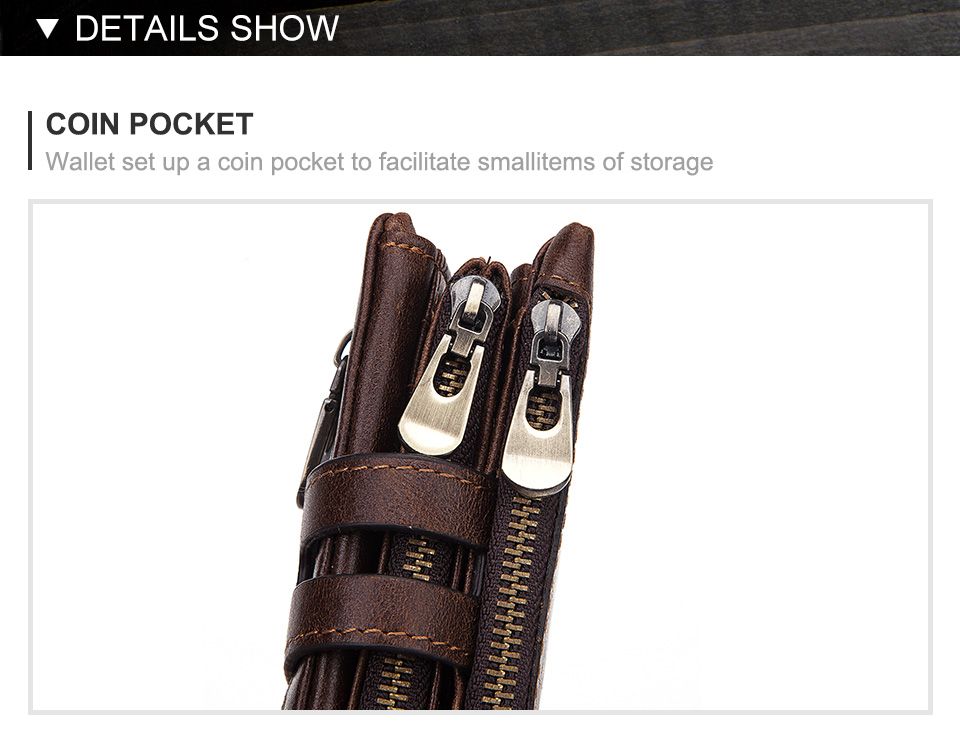 ▼ DETAILS SHOW
COIN POCKET
Wallet set up a coin pocket to facilitate smallitems of storage